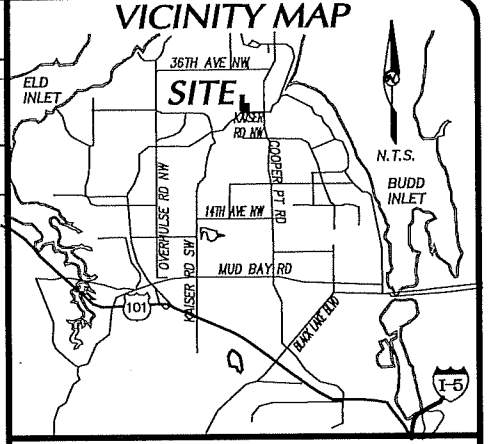 VICINITY MAP
36TH AVE NW
ELD
INLET
SITE
KAISER
RD NW
N.T.S.
BUDD
INLET
OVERHULSE RD NW
COOPER PT RD
14TH AVE NW
KAISER RD SW
MUD BAY RD
101
BLACK LAKE BLVD
I-5